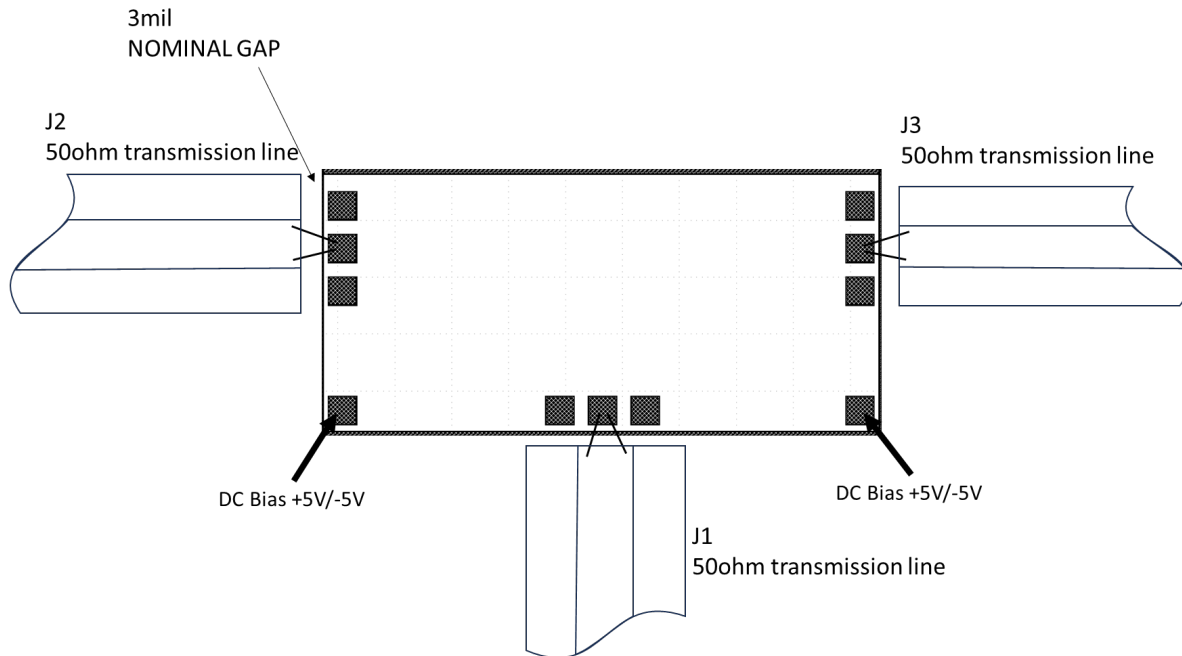 3mil
NOMINAL GAP
J2
50ohm transmission line
J3
50ohm transmission line
DC Bias +5V/-5V
DC Bias +5V/-5V
J1
50ohm transmission line